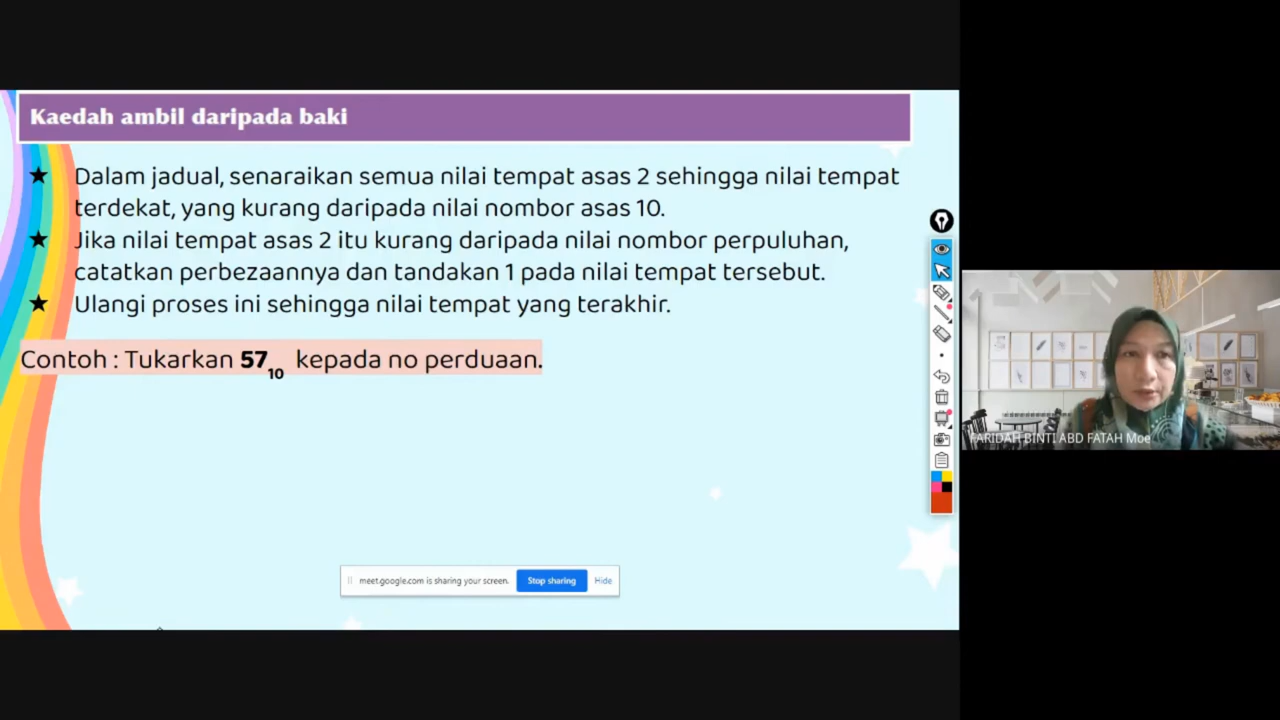 Kaedah ambil daripada baki
★ Dalam jadual, senaraikan semua nilai tempat asas 2 sehingga nilai tempat
terdekat, yang kurang daripada nilai nombor asas 10.
★ Jika nilai tempat asas 2 itu kurang daripada nilai nombor perpuluhan,
catatkan perbezaannya dan tandakan 1 pada nilai tempat tersebut.
★ Ulangi proses ini sehingga nilai tempat yang terakhir.
Contoh : Tukarkan 57₁₀ kepada no perduaan.
FARIDAH BINTI ABD FATAH Moe
meet.google.com is sharing your screen. Stop sharing Hide